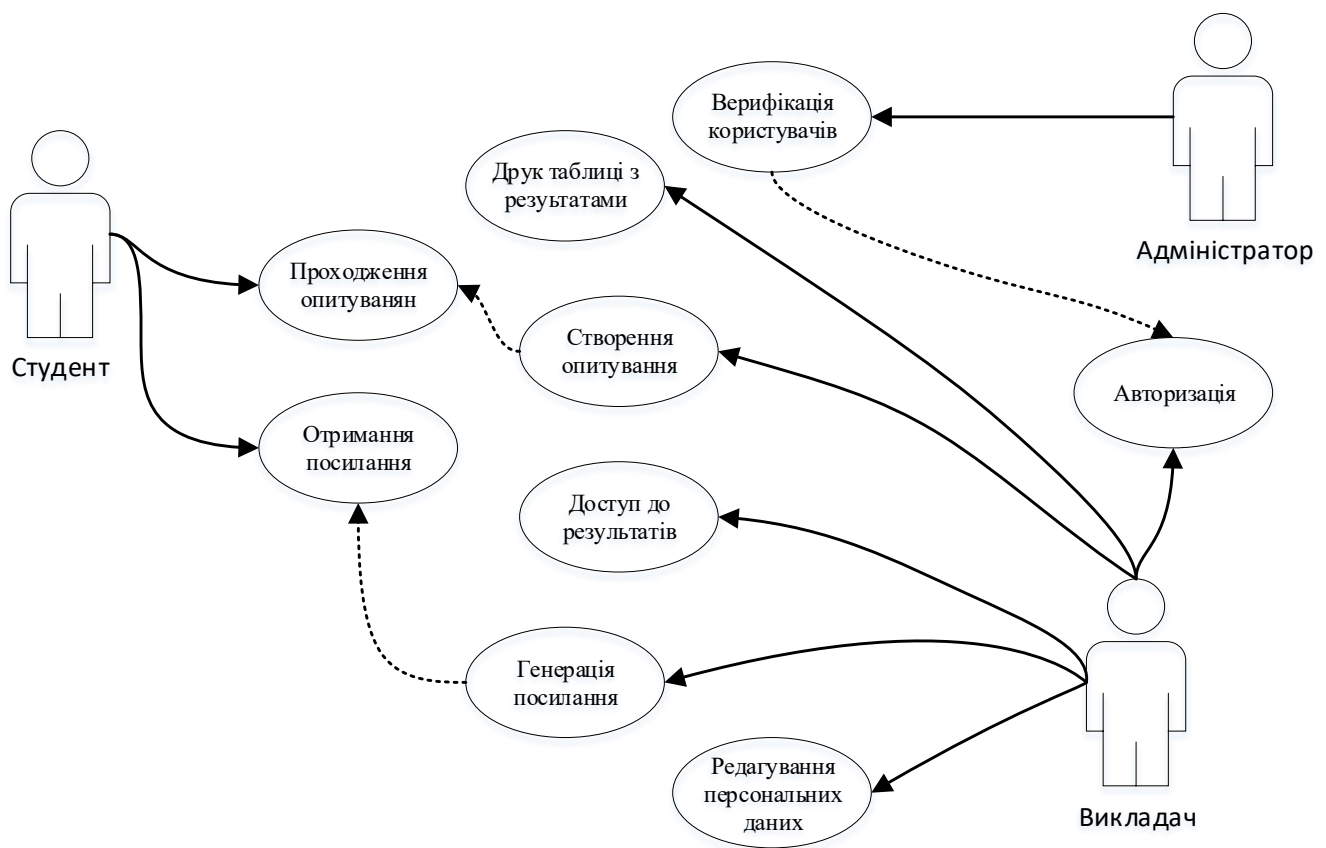 Верифікація
користувачів
Друк таблиці з
резуьтатами
Адміністратор
Проходження
опитуванян
Створення
опитування
Студент
Авторизація
Отримання
посилання
Доступ до
результатів
Генерація
посилання
Редагування
персональних
даних
Викладач